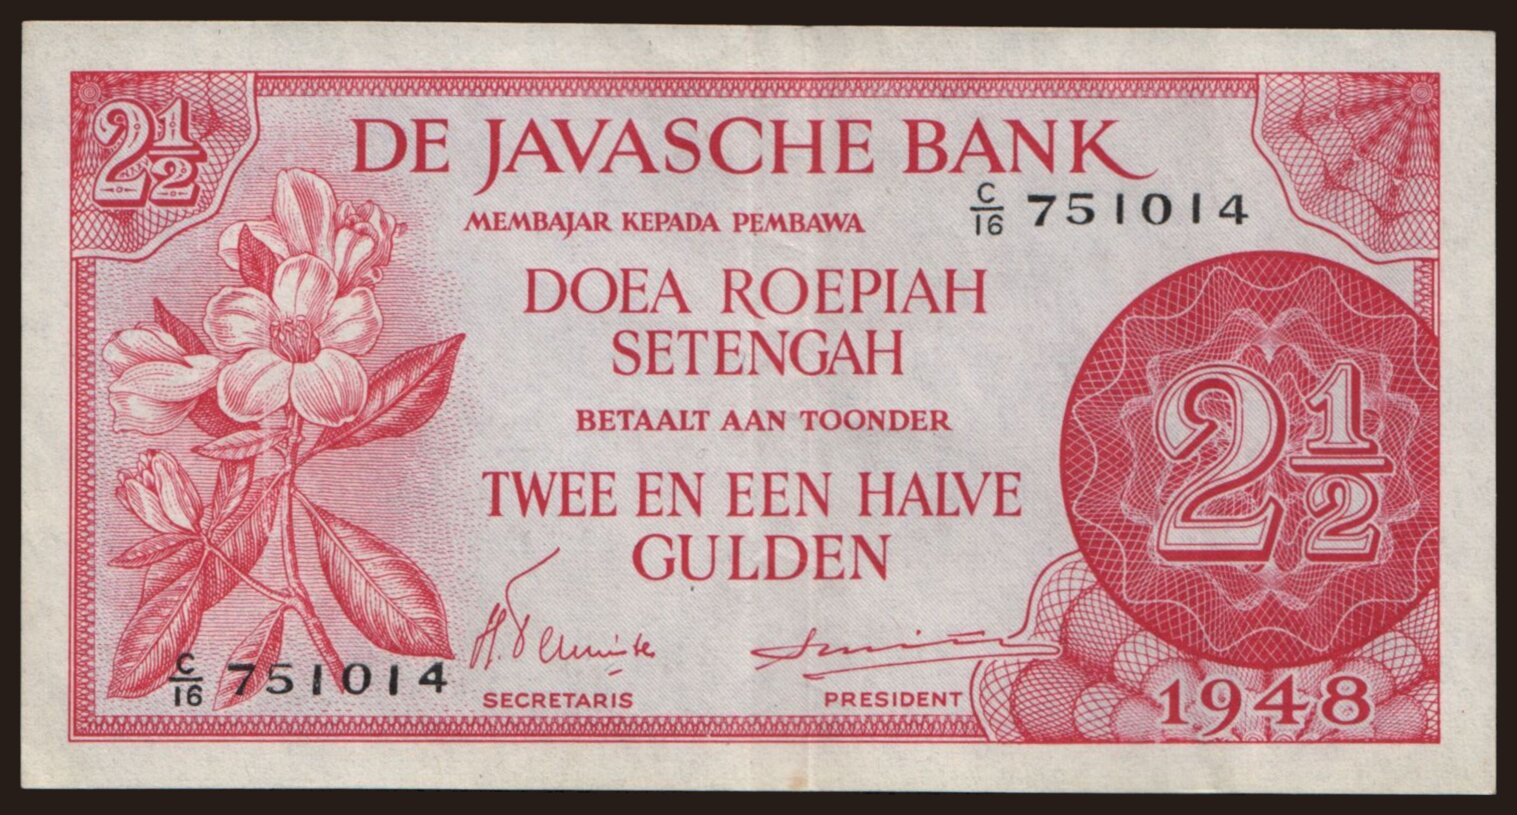 2½
DE JAVASCHE BANK
C/16 751014
MEMBAJAR KEPADA PEMBAWA
DOEA ROEPIAH
SETENGAH
BETAALT AAN TOONDER
TWEE EN EEN HALVE
GULDEN
2½
C/16 751014
SECRETARIS
PRESIDENT
1948